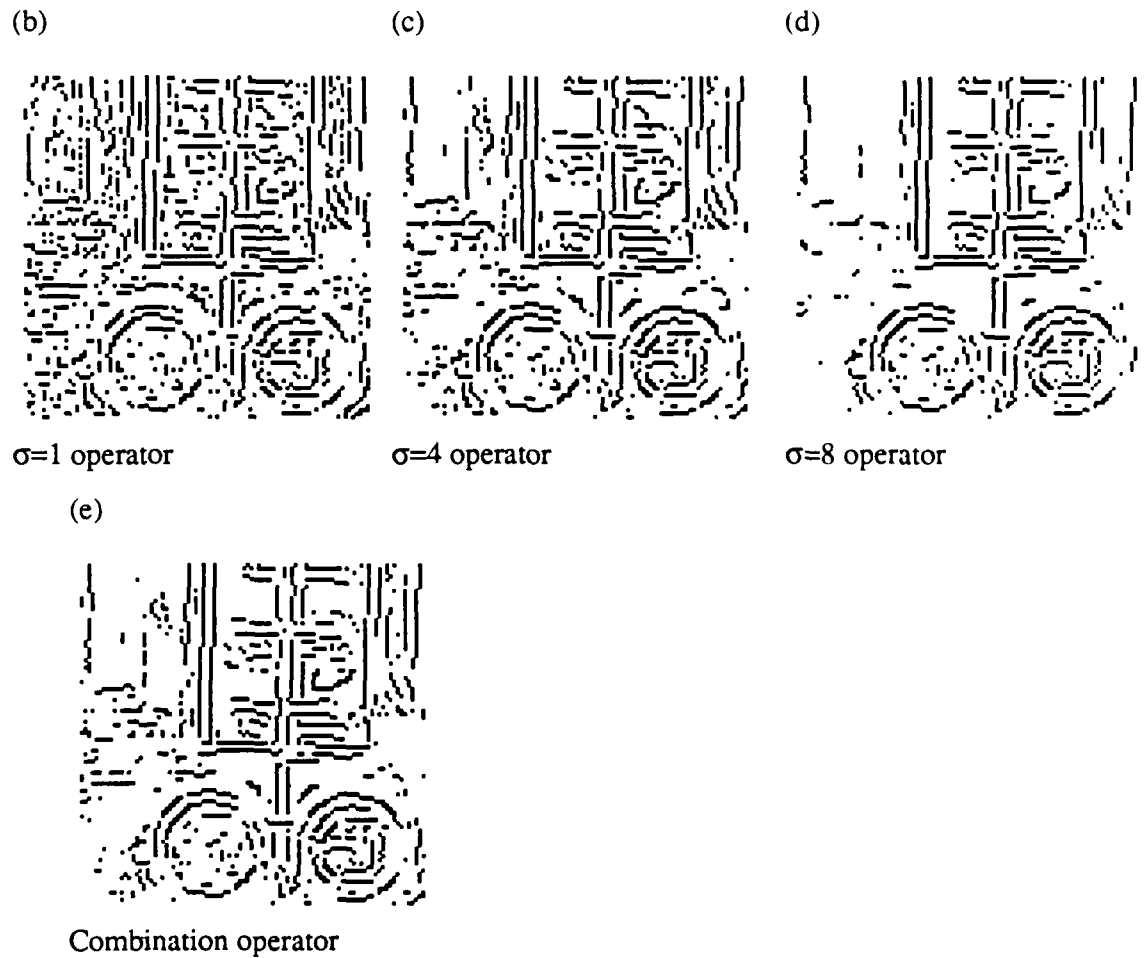 (b)
(c)
(d)
σ=1 operator
σ=4 operator
σ=8 operator
(e)
Combination operator